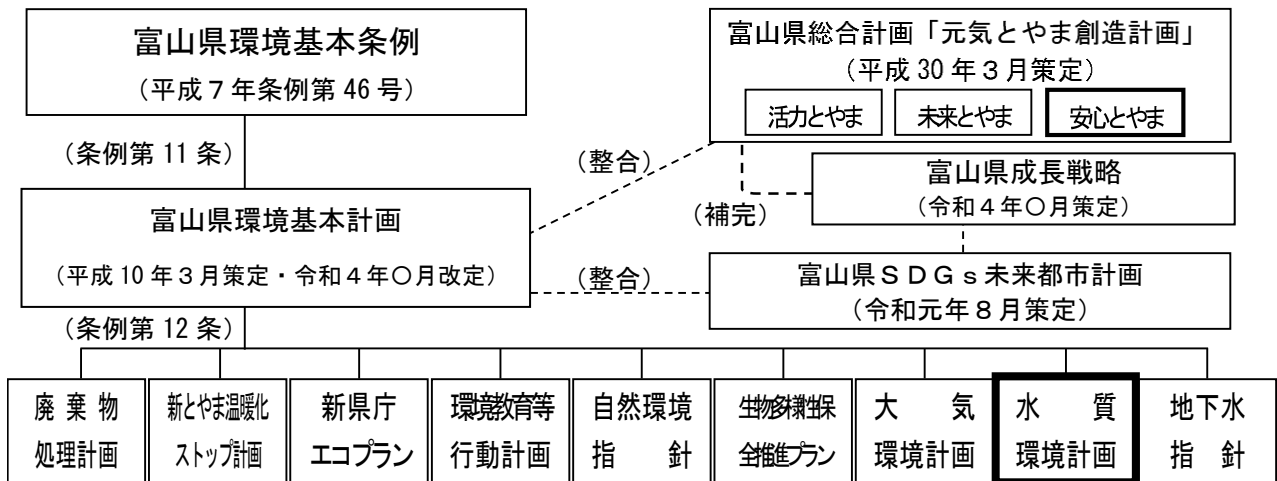 富山県環境基本条例
（平成７年条例第 46 号）
富山県総合計画「元気とやま創造計画」
（平成 30 年３月策定）
活力とやま
未来とやま
安心とやま
（条例第 11 条）
（整合）
富山県成長戦略
（令和４年〇月策定）
（補完）
富山県環境基本計画
（平成 10 年３月策定・令和４年〇月改定）
（整合）
富山県ＳＤＧｓ未来都市計画
（令和元年８月策定）
（条例第 12 条）
廃棄物
処理計画
新とやま温暖化
ストップ計画
新県庁
エコプラン
環境教育等
行動計画
自然環境
指　針
生物多様性保
全推進プラン
大　気
環境計画
水　質
環境計画
地下水
指　針